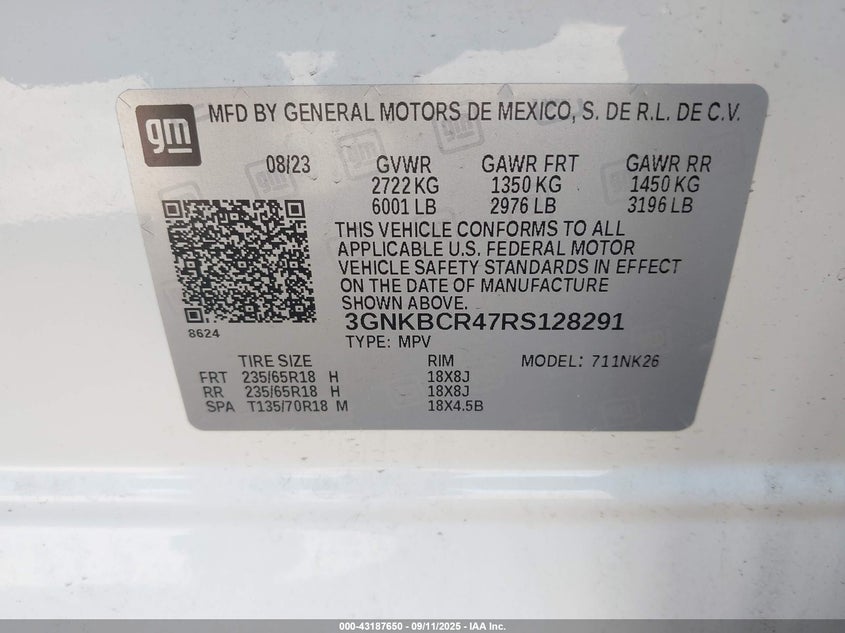 gm
MFD BY GENERAL MOTORS DE MEXICO, S. DE R.L. DE C.V.
08/23 GVWR GAWR FRT GAWR RR
2722 KG 1350 KG 1450 KG
6001 LB 2976 LB 3196 LB
THIS VEHICLE CONFORMS TO ALL
APPLICABLE U.S. FEDERAL MOTOR
VEHICLE SAFETY STANDARDS IN EFFECT
ON THE DATE OF MANUFACTURE
SHOWN ABOVE.
8624
3GNKBCR47RS128291
TYPE: MPV
TIRE SIZE RIM MODEL: 711NK26
FRT 235/65R18 H 18X8J
RR 235/65R18 H 18X8J
SPA T135/70R18 M 18X4.5B
000-43187650 - 09/11/2025 - IAA Inc.